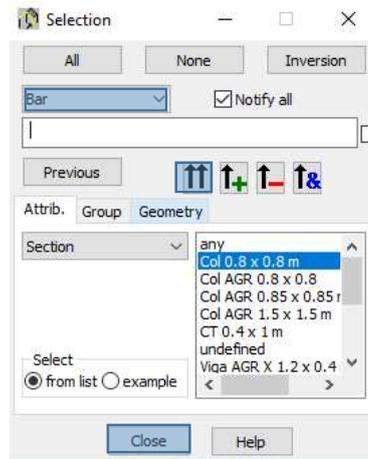 Selection
All None Inversion
Bar Notify all
Previous &
Attrib. Group Geometry
Section
any
Col 0.8 x 0.8 m
Col AGR 0.8 x 0.8
Col AGR 0.85 x 0.85 r
Col AGR 1.5 x 1.5 m
CT 0.4 x 1 m
undefined
Viga AGR X 1.2 x 0.4
Select
from list example
Close Help